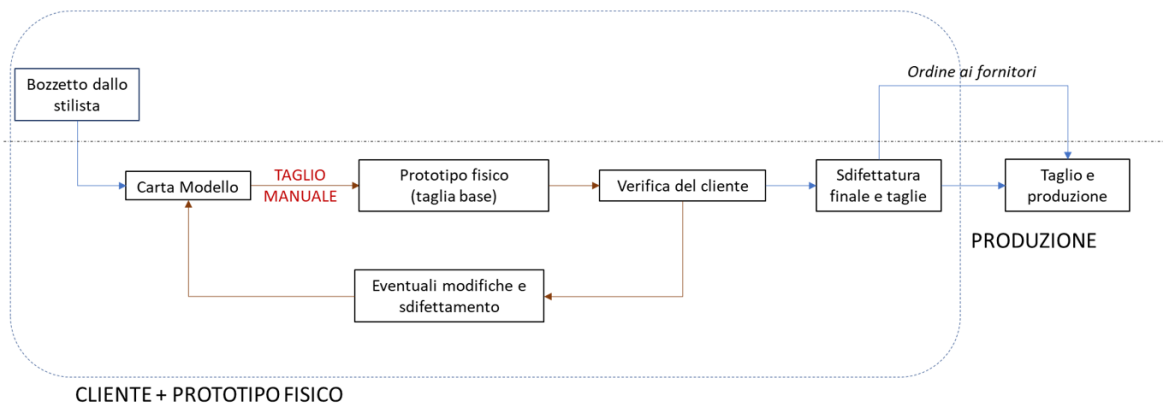 Ordine ai fornitori
Bozzetto dallo
stilista
Carta Modello
TAGLIO
MANUALE
Prototipo fisico
(taglia base)
Verifica del cliente
Sdifettatura
finale e taglie
Taglio e
produzione
PRODUZIONE
Eventuali modifiche e
sdifettamento
CLIENTE + PROTOTIPO FISICO